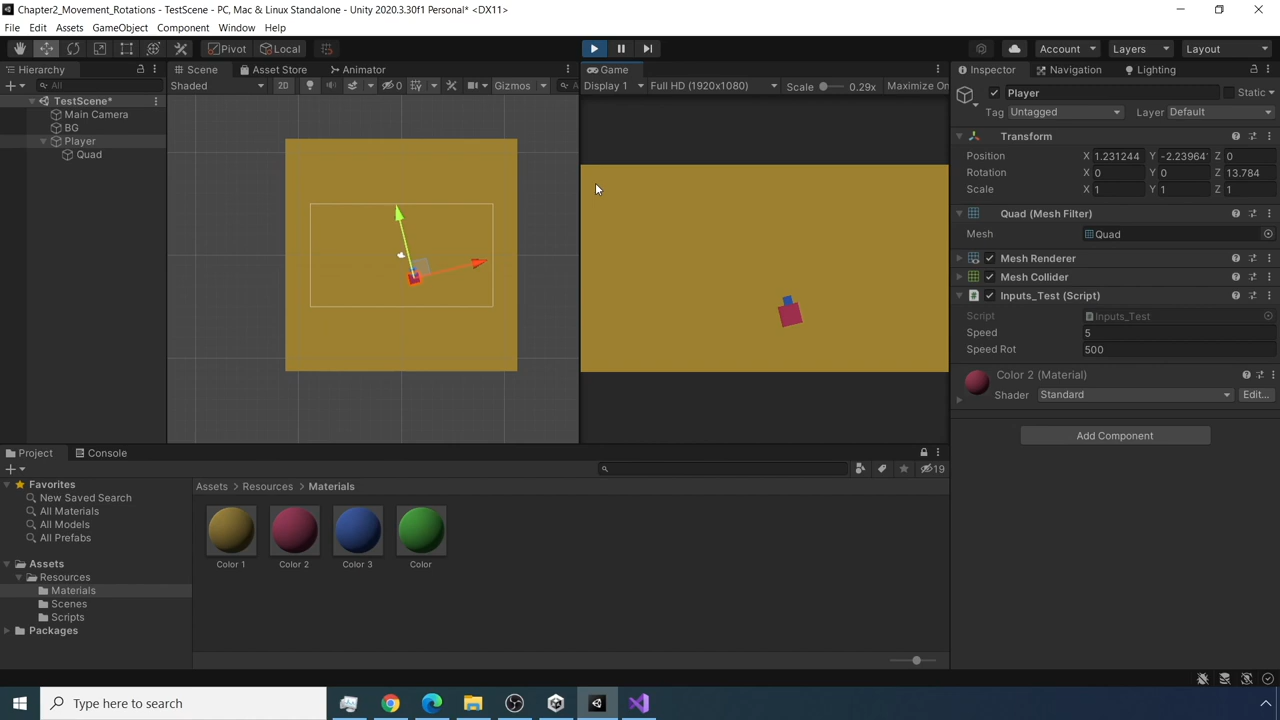 Chapter2_Movement_Rotations - TestScene - PC, Mac & Linux Standalone - Unity 2020.3.30f1 Personal* <DX11>
File Edit Assets GameObject Component Window Help
Pivot Local Account Layers Layout
Hierarchy
All
TestScene*
Main Camera
BG
Player
Quad
Scene Asset Store Animator
Shaded 2D 0 Gizmos A
Game
Display 1 Full HD (1920x1080) Scale 0.29x Maximize On
Inspector Navigation Lighting
Player Static
Tag Untagged Layer Default
Transform
Position X 1.231244 Y -2.23964 Z 0
Rotation X 0 Y 0 Z 13.784
Scale X 1 Y 1 Z 1
Quad (Mesh Filter)
Mesh Quad
Mesh Renderer
Mesh Collider
Inputs_Test (Script)
Script Inputs_Test
Speed 5
Speed Rot 500
Color 2 (Material)
Shader Standard Edit...
Add Component
Project Console
19
Favorites
New Saved Search
All Materials
All Models
All Prefabs
Assets
Resources
Materials
Scenes
Scripts
Packages
Assets > Resources > Materials
Color 1 Color 2 Color 3 Color
Type here to search